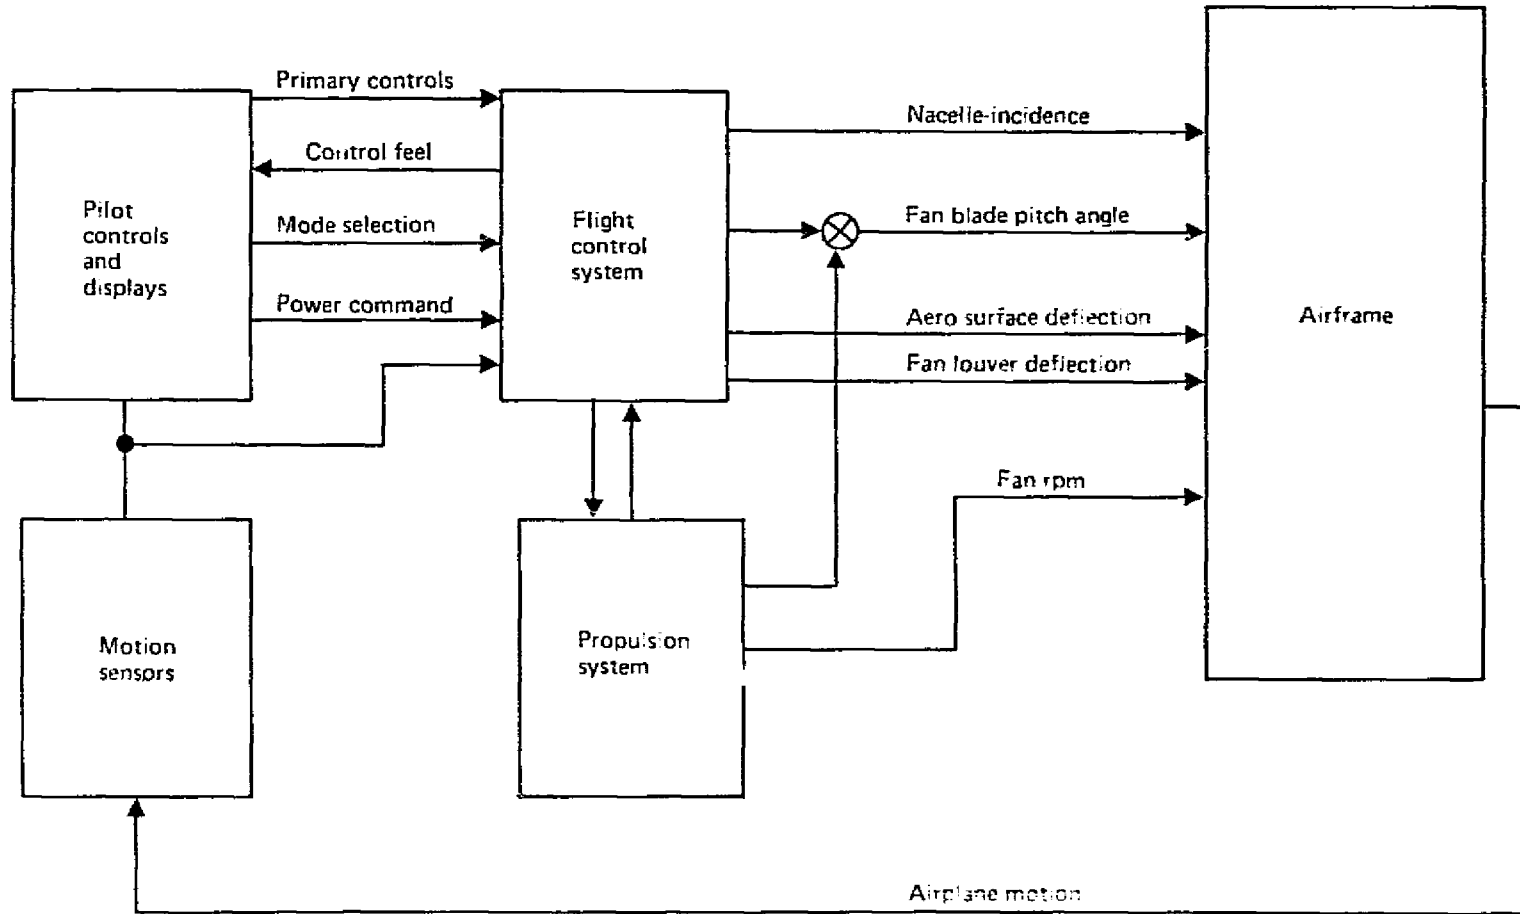 Primary controls
Control feel
Mode selection
Power command
Pilot
controls
and
displays
Flight
control
system
Nacelle-incidence
Fan blade pitch angle
Aero surface deflection
Fan louver deflection
Fan rpm
Airframe
Motion
sensors
Propulsion
system
Airplane motion